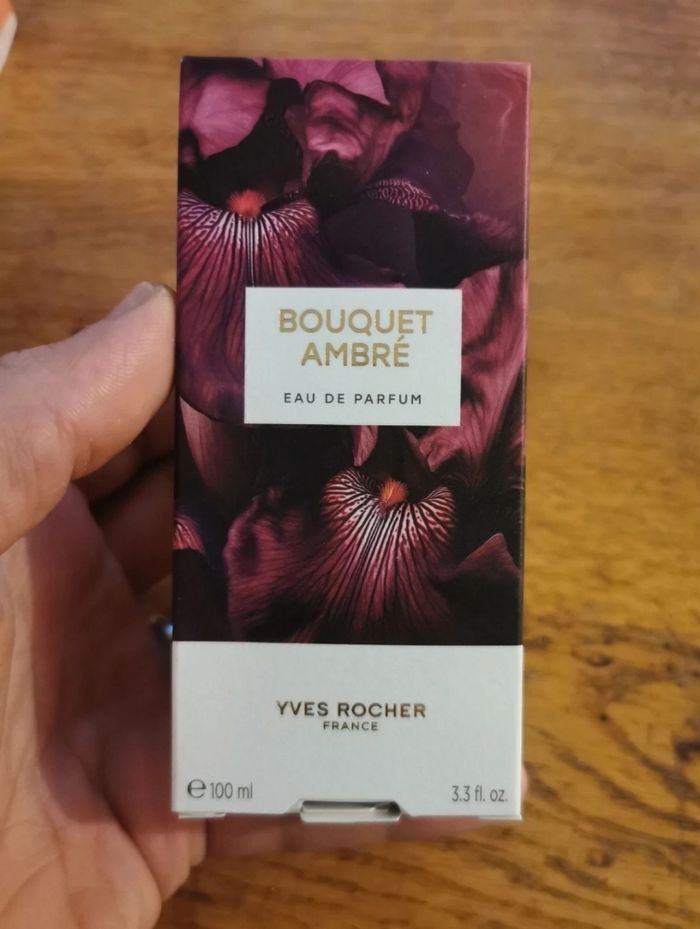 BOUQUET
AMBRÉ
EAU DE PARFUM
YVES ROCHER
FRANCE
℮ 100 ml
3.3 fl. oz.